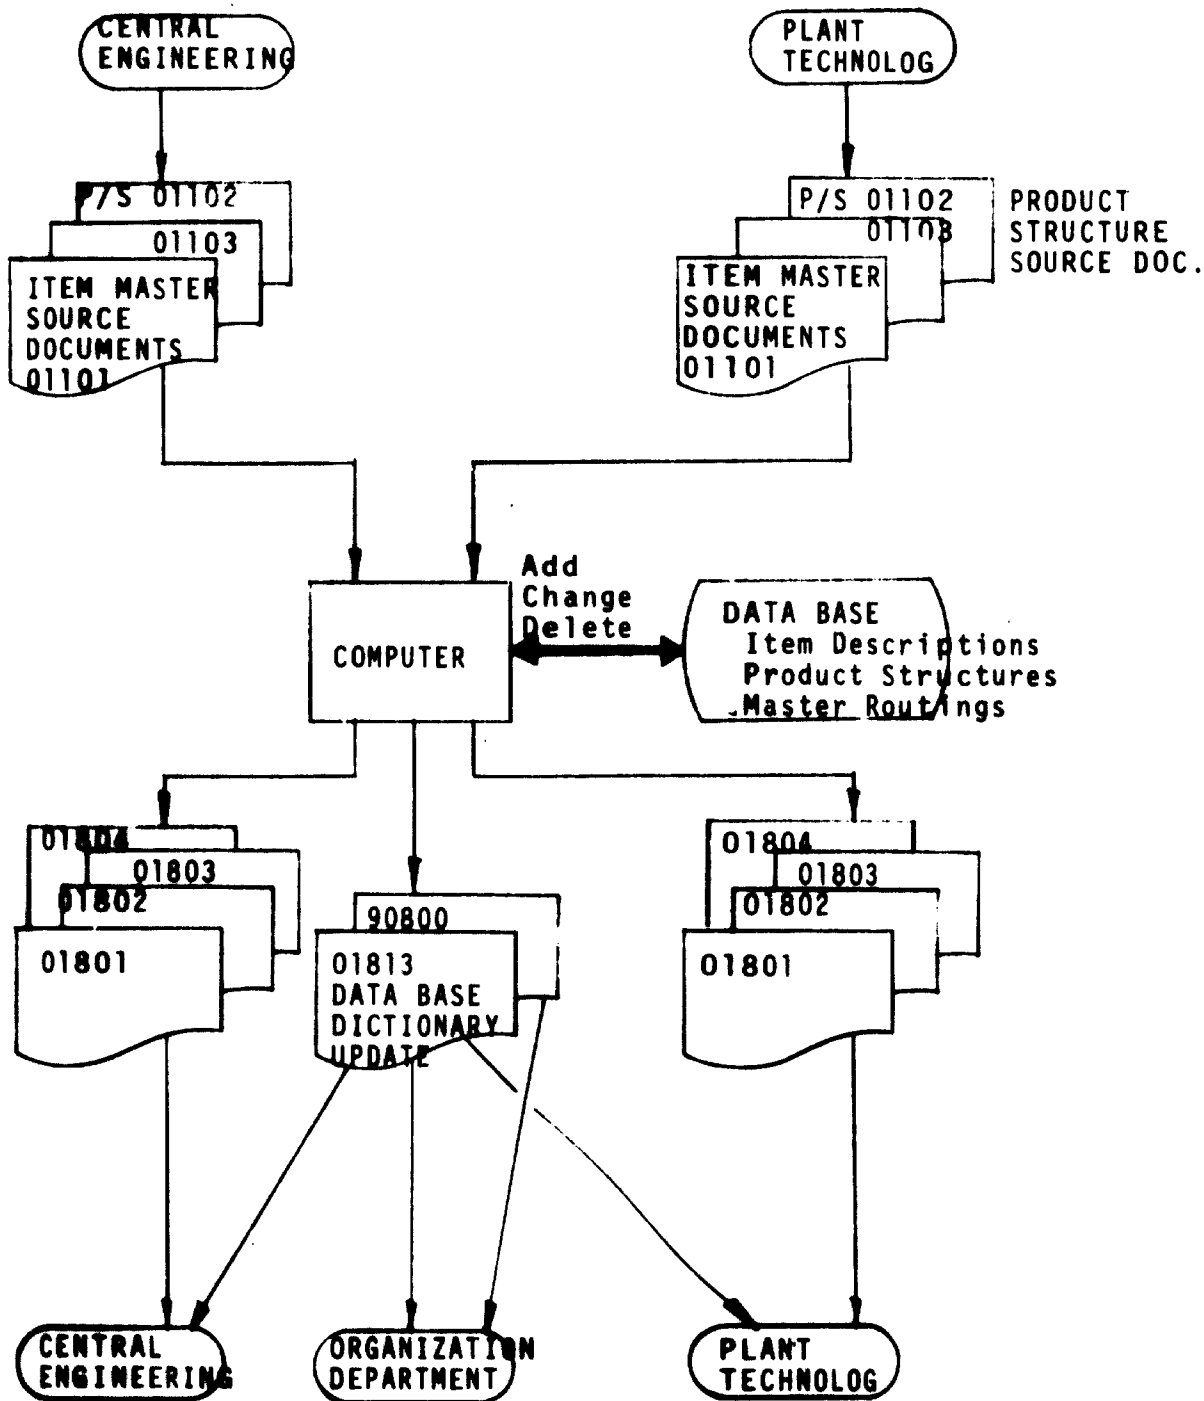 CENTRAL
ENGINEERING
PLANT
TECHNOLOG
P/S 01102
01103
ITEM MASTER
SOURCE
DOCUMENTS
01101
P/S 01102
01103
PRODUCT
STRUCTURE
SOURCE DOC.
ITEM MASTER
SOURCE
DOCUMENTS
01101
Add
Change
Delete
COMPUTER
DATA BASE
Item Descriptions
Product Structures
Master Routings
01804
01803
01802
01801
90800
01813
DATA BASE
DICTIONARY
UPDATE
01804
01803
01802
01801
CENTRAL
ENGINEERING
ORGANIZATION
DEPARTMENT
PLANT
TECHNOLOG